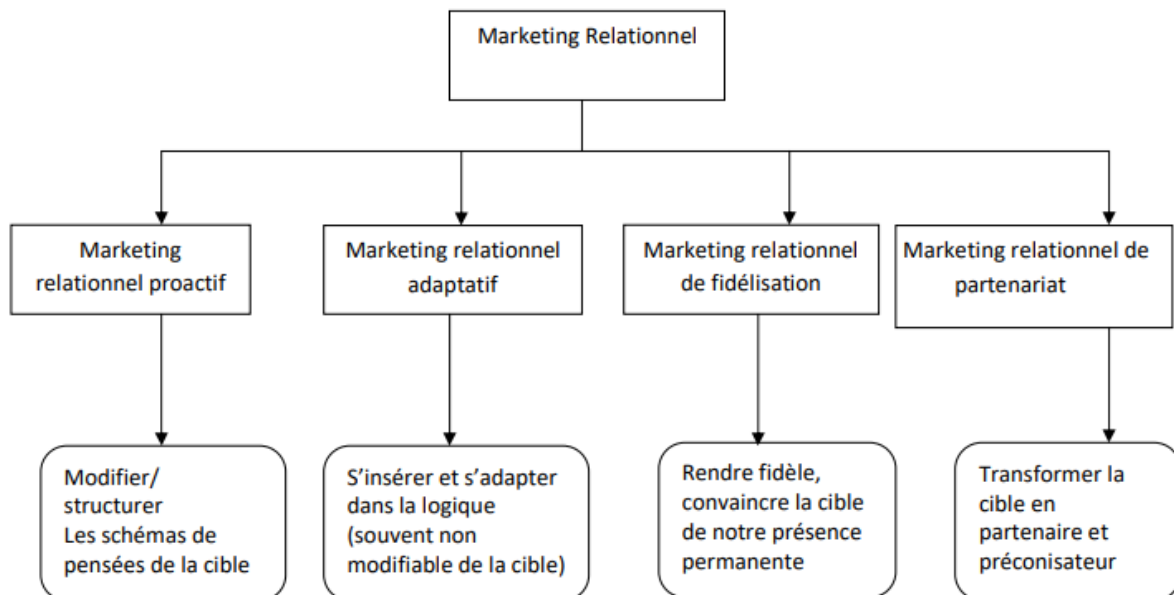 Marketing Relationnel
Marketing
relationnel proactif
Marketing relationnel
adaptatif
Marketing relationnel
de fidélisation
Marketing relationnel de
partenariat
Modifier/
structurer
Les schémas de
pensées de la cible
S’insérer et s’adapter
dans la logique
(souvent non
modifiable de la cible)
Rendre fidèle,
convaincre la cible
de notre présence
permanente
Transformer la
cible en
partenaire et
préconisateur